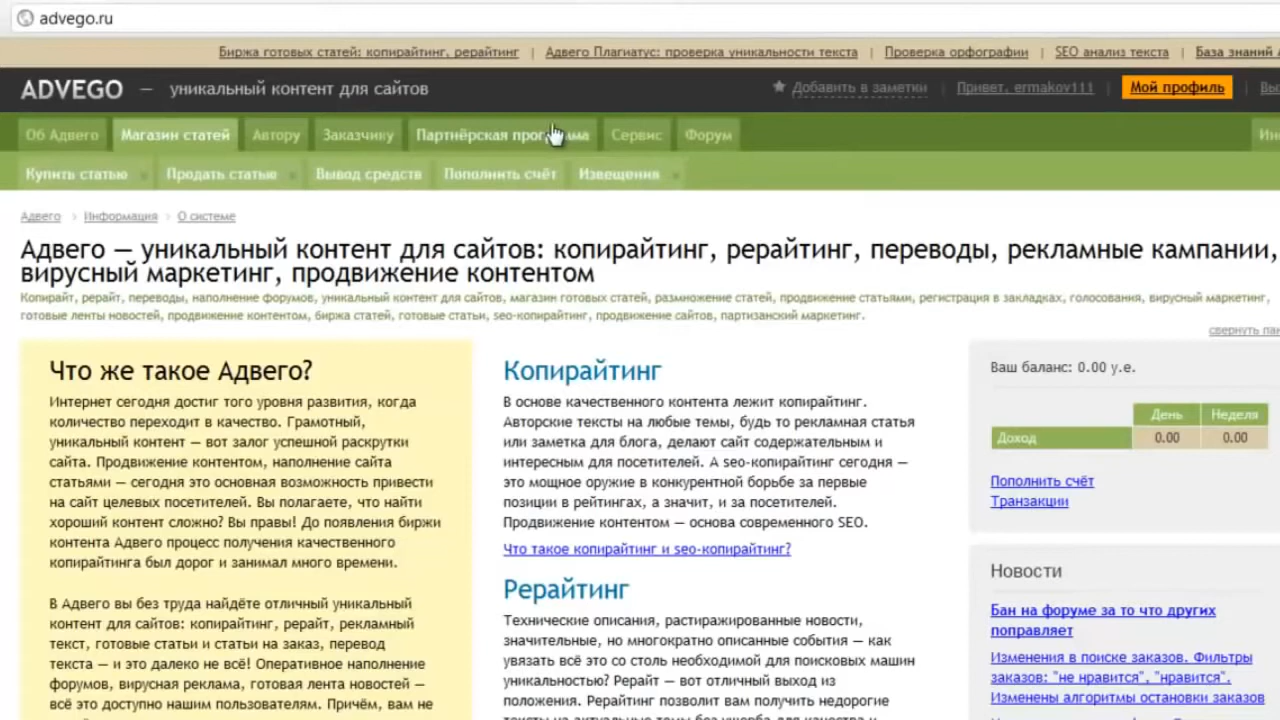 advego.ru
Биржа готовых статей: копирайтинг, рерайтинг | Адвего Плагиатус: проверка уникальности текста | Проверка орфографии | SEO анализ текста | База знаний
ADVEGO — уникальный контент для сайтов
Добавить в заметки | Привет, ermakov111 | Мой профиль |
Об Адвего Магазин статей Автору Заказчику Партнёрская программа Сервис Форум
Купить статью Продать статью Вывод средств Пополнить счёт Извещения
Адвего › Информация › О системе
Адвего — уникальный контент для сайтов: копирайтинг, рерайтинг, переводы, рекламные кампании,
вирусный маркетинг, продвижение контентом
Копирайт, рерайт, переводы, наполнение форумов, уникальный контент для сайтов, магазин готовых статей, размножение статей, продвижение статьями, регистрация в закладках, голосования, вирусный маркетинг,
готовые ленты новостей, продвижение контентом, биржа статей, готовые статьи, seo-копирайтинг, продвижение сайтов, партизанский маркетинг.
свернуть
Что же такое Адвего?
Интернет сегодня достиг того уровня развития, когда
количество переходит в качество. Грамотный,
уникальный контент — вот залог успешной раскрутки
сайта. Продвижение контентом, наполнение сайта
статьями — сегодня это основная возможность привести
на сайт целевых посетителей. Вы полагаете, что найти
хороший контент сложно? Вы правы! До появления биржи
контента Адвего процесс получения качественного
копирайтинга был дорог и занимал много времени.
В Адвего вы без труда найдёте отличный уникальный
контент для сайтов: копирайтинг, рерайт, рекламный
текст, готовые статьи и статьи на заказ, перевод
текста — и это далеко не всё! Оперативное наполнение
форумов, вирусная реклама, готовая лента новостей —
всё это доступно нашим пользователям. Причём, вам не
Копирайтинг
В основе качественного контента лежит копирайтинг.
Авторские тексты на любые темы, будь то рекламная статья
или заметка для блога, делают сайт содержательным и
интересным для посетителей. А seo-копирайтинг сегодня —
это мощное оружие в конкурентной борьбе за первые
позиции в рейтингах, а значит, и за посетителей.
Продвижение контентом — основа современного SEO.
Что такое копирайтинг и seo-копирайтинг?
Рерайтинг
Технические описания, растиражированные новости,
значительные, но многократно описанные события — как
увязать всё это со столь необходимой для поисковых машин
уникальностью? Рерайт — вот отличный выход из
положения. Рерайтинг позволит вам получить недорогие
тексты на актуальные темы без ущерба для качества и
Ваш баланс: 0.00 у.е.
День Неделя
Доход 0.00 0.00
Пополнить счёт
Транзакции
Новости
Бан на форуме за то что других
поправляет
Изменения в поиске заказов. Фильтры
заказов: "не нравится", "нравится".
Изменены алгоритмы остановки заказов